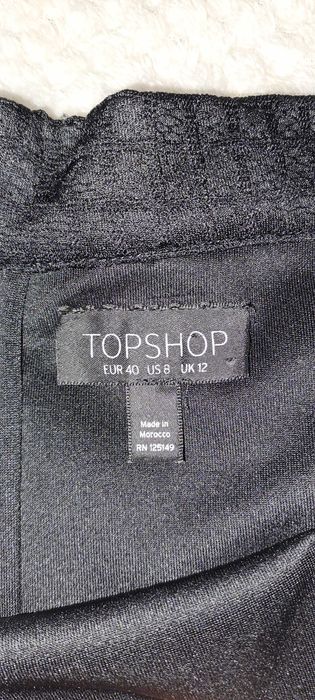 TOPSHOP
EUR 40 US 8 UK 12
Made in
Morocco
RN 125149